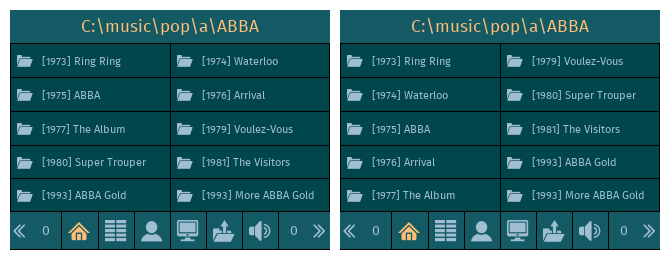 C:\music\pop\a\ABBA
[1973] Ring Ring
[1974] Waterloo
[1975] ABBA
[1976] Arrival
[1977] The Album
[1979] Voulez-Vous
[1980] Super Trouper
[1981] The Visitors
[1993] ABBA Gold
[1993] More ABBA Gold
0
0
C:\music\pop\a\ABBA
[1973] Ring Ring
[1974] Waterloo
[1975] ABBA
[1976] Arrival
[1977] The Album
[1979] Voulez-Vous
[1980] Super Trouper
[1981] The Visitors
[1993] ABBA Gold
[1993] More ABBA Gold
0
0